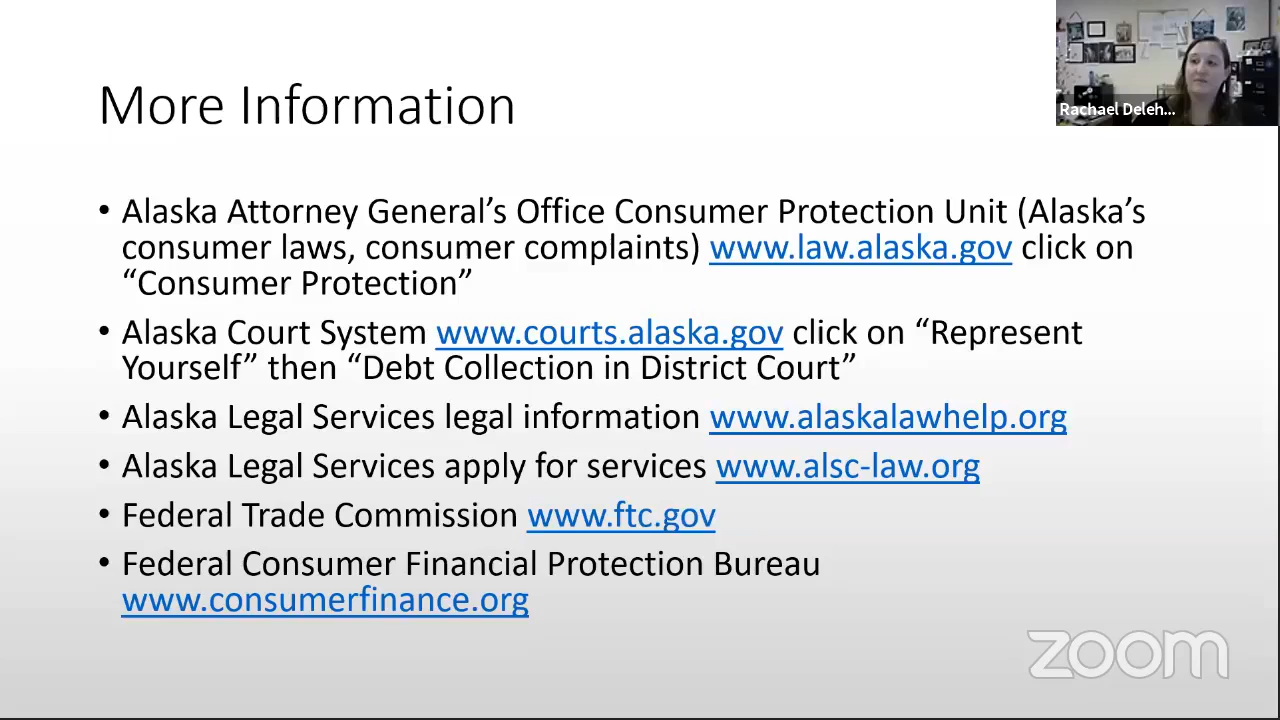 Rachael Deleh...
More Information
• Alaska Attorney General’s Office Consumer Protection Unit (Alaska’s
consumer laws, consumer complaints) www.law.alaska.gov click on
“Consumer Protection”
• Alaska Court System www.courts.alaska.gov click on “Represent
Yourself” then “Debt Collection in District Court”
• Alaska Legal Services legal information www.alaskalawhelp.org
• Alaska Legal Services apply for services www.alsc-law.org
• Federal Trade Commission www.ftc.gov
• Federal Consumer Financial Protection Bureau
www.consumerfinance.org
zoom